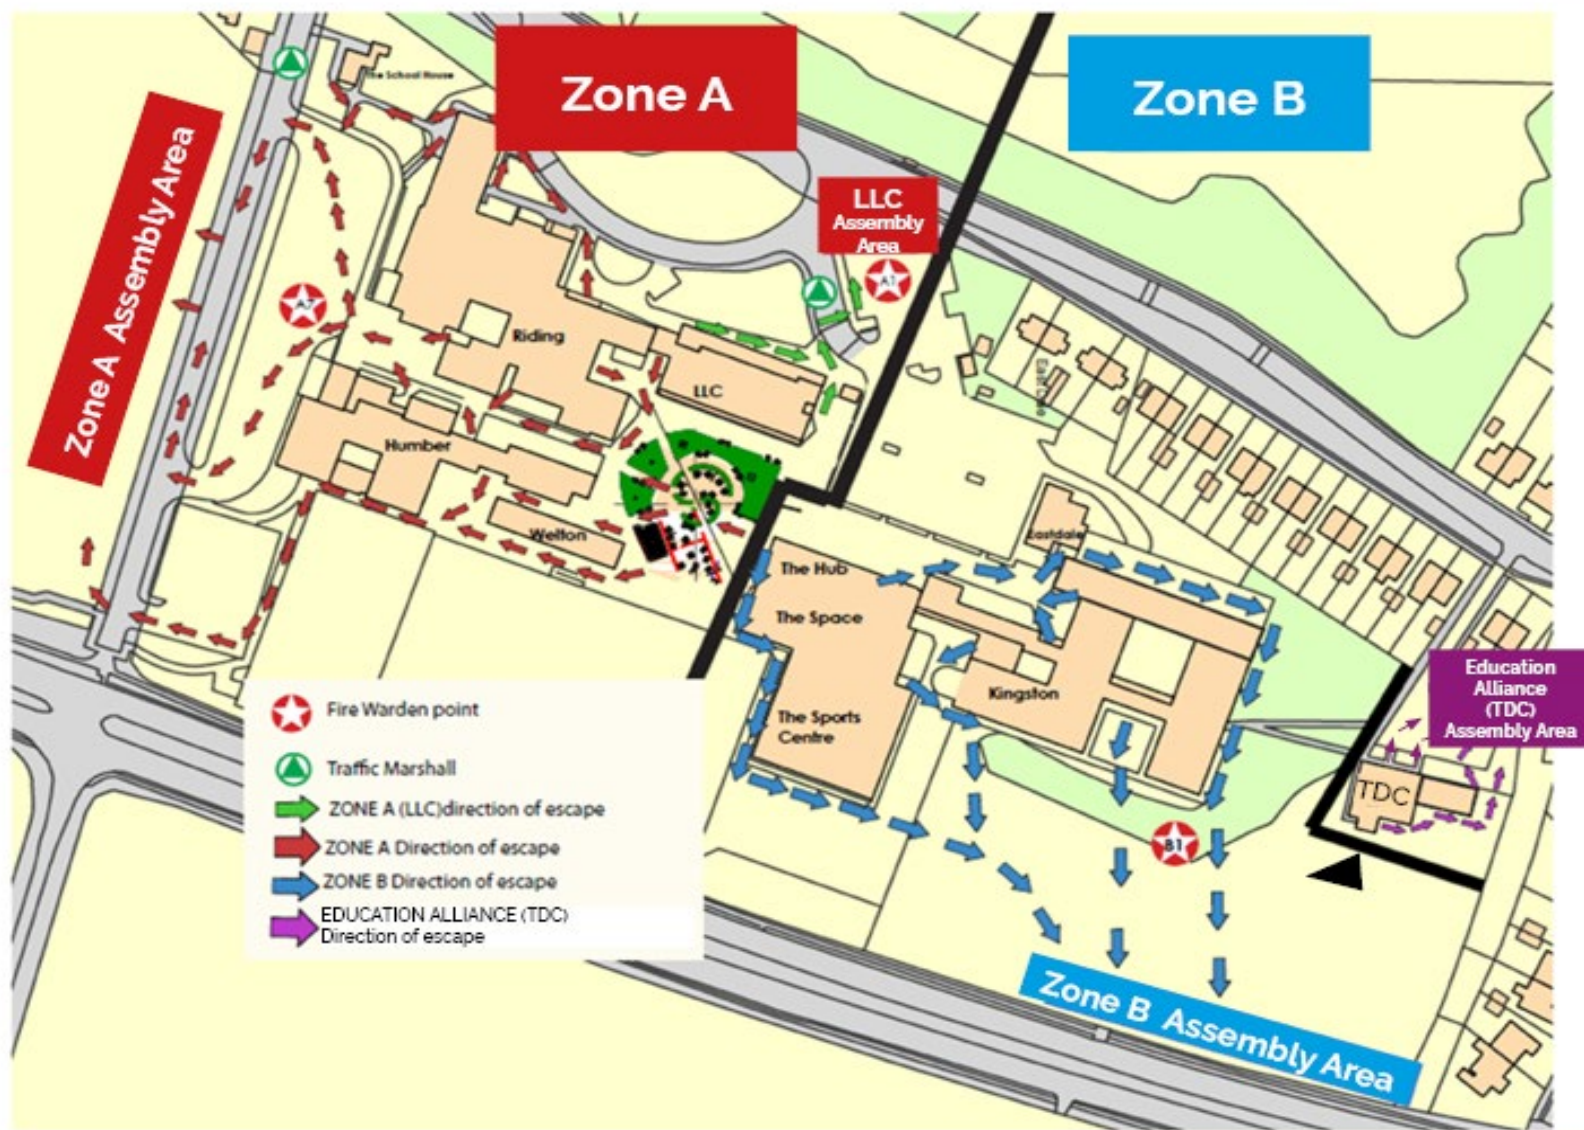 Zone A
Zone B
The School House
Zone A Assembly Area
LLC
Assembly
Area
A1
Riding
LLC
Humber
Welton
Eastdale
The Hub
The Space
The Sports
Centre
Kingston
Education
Alliance
(TDC)
Assembly Area
TDC
B1
Fire Warden point
Traffic Marshall
ZONE A (LLC)direction of escape
ZONE A Direction of escape
ZONE B Direction of escape
EDUCATION ALLIANCE (TDC)
Direction of escape
Zone B Assembly Area